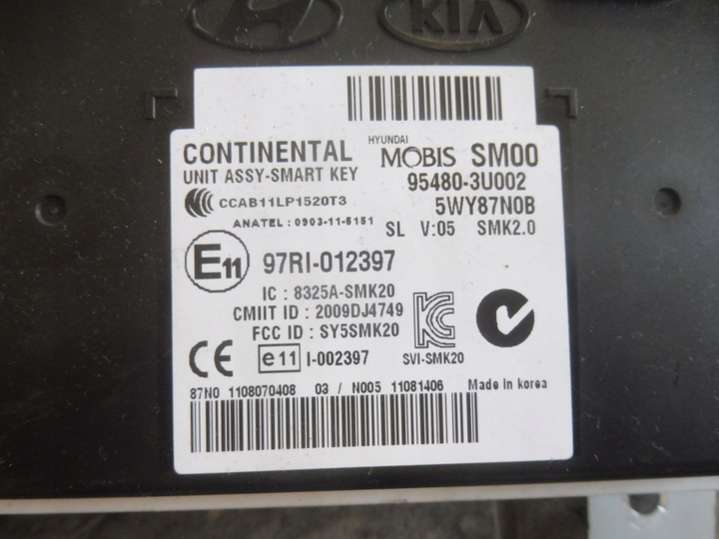 KIA
CONTINENTAL HYUNDAI MOBIS SM00
UNIT ASSY-SMART KEY 95480-3U002
CCAB11LP1520T3 5WY87N0B
ANATEL : 0903-11-5151 SL V:05 SMK2.0
E11 97RI-012397
IC : 8325A-SMK20
CMIIT ID : 2009DJ4749
FCC ID : SY5SMK20
CE e11 I-002397 SVI-SMK20
87N0 1108070408 03 / N005 11081406 Made in korea